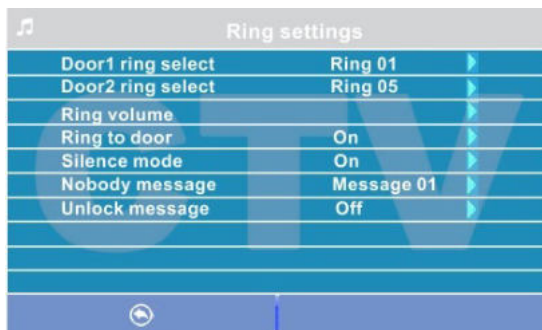 Ring settings
Door1 ring select Ring 01
Door2 ring select Ring 05
Ring volume
Ring to door On
Silence mode On
Nobody message Message 01
Unlock message Off
CTV